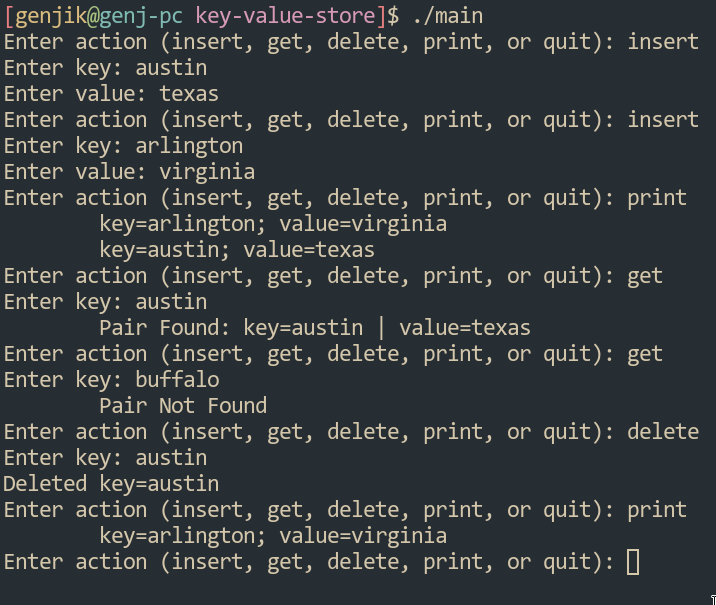 [genjik@genj-pc key-value-store]$ ./main
Enter action (insert, get, delete, print, or quit): insert
Enter key: austin
Enter value: texas
Enter action (insert, get, delete, print, or quit): insert
Enter key: arlington
Enter value: virginia
Enter action (insert, get, delete, print, or quit): print
        key=arlington; value=virginia
        key=austin; value=texas
Enter action (insert, get, delete, print, or quit): get
Enter key: austin
        Pair Found: key=austin | value=texas
Enter action (insert, get, delete, print, or quit): get
Enter key: buffalo
        Pair Not Found
Enter action (insert, get, delete, print, or quit): delete
Enter key: austin
Deleted key=austin
Enter action (insert, get, delete, print, or quit): print
        key=arlington; value=virginia
Enter action (insert, get, delete, print, or quit):